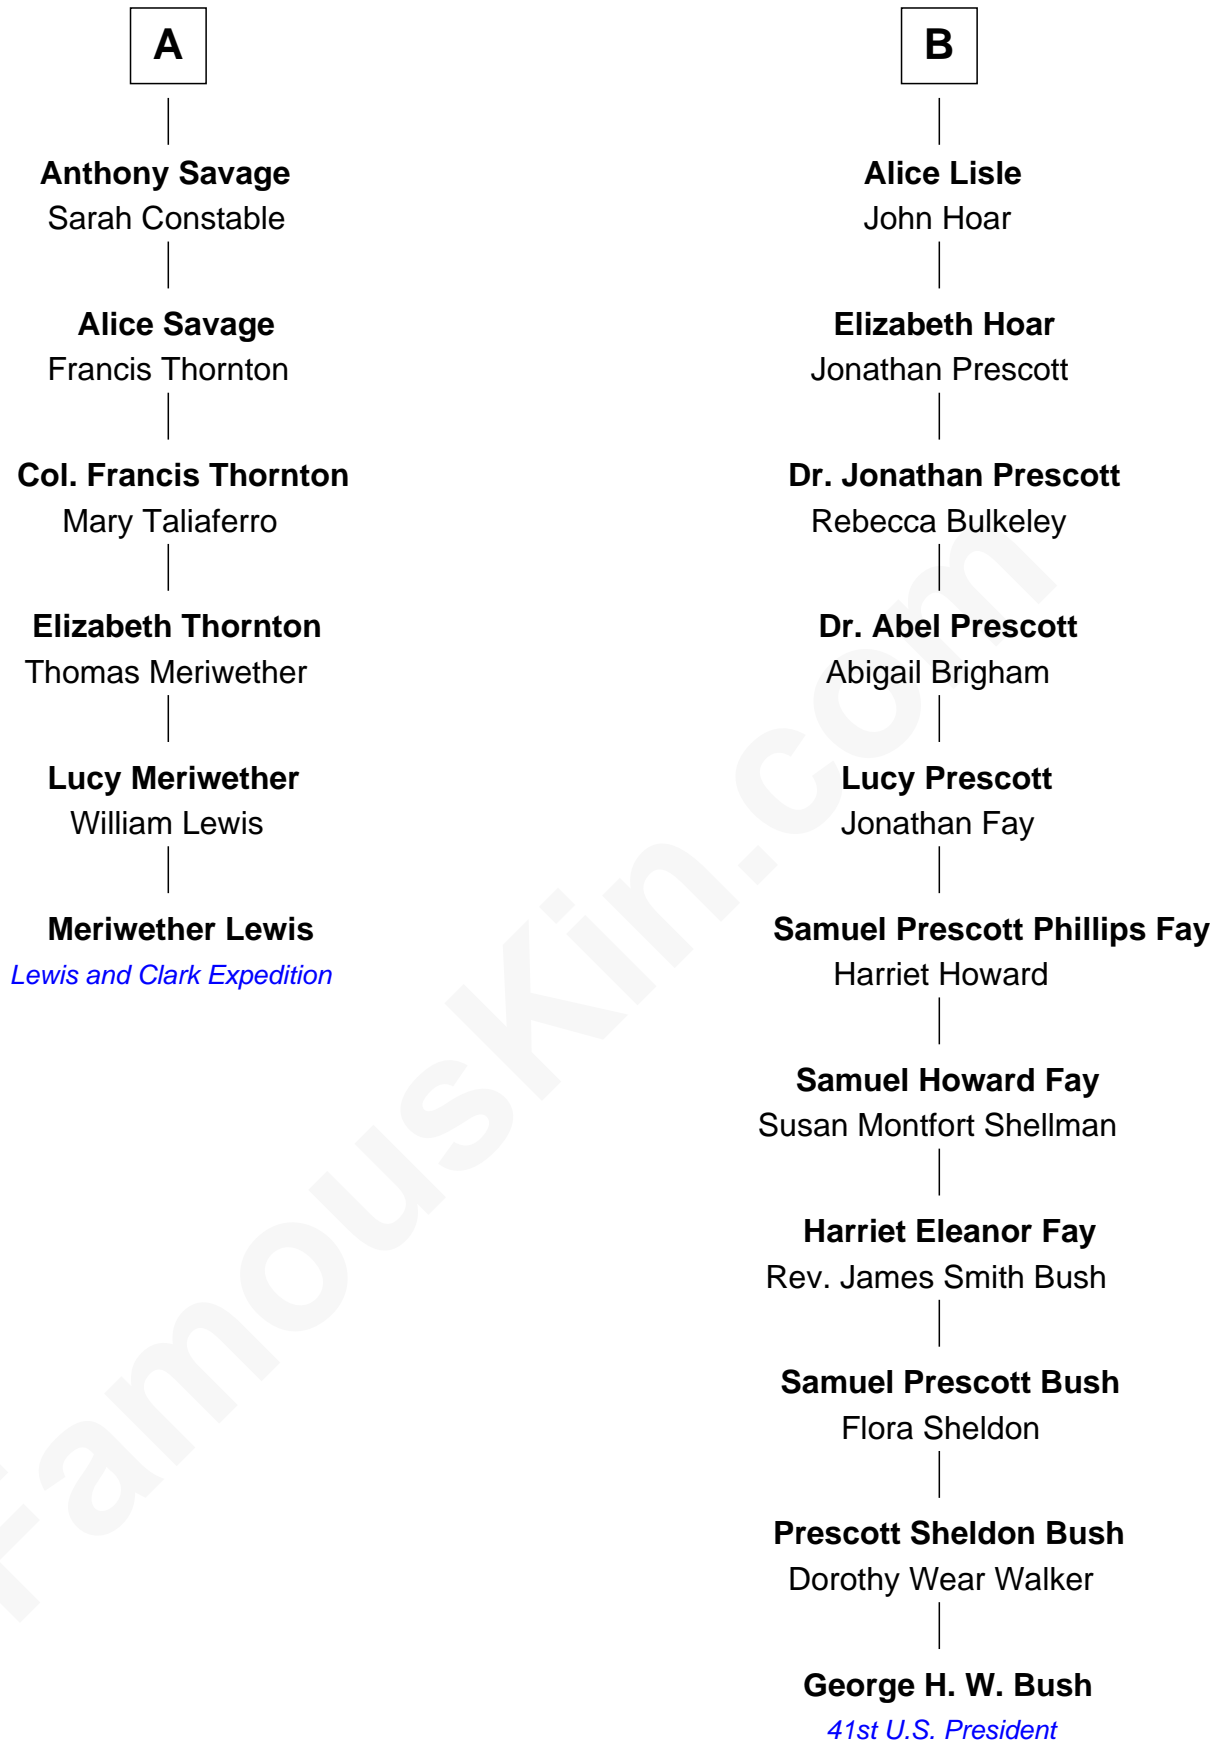 A
Anthony Savage
Sarah Constable
Alice Savage
Francis Thornton
Col. Francis Thornton
Mary Taliaferro
Elizabeth Thornton
Thomas Meriwether
Lucy Meriwether
William Lewis
Meriwether Lewis
Lewis and Clark Expedition
B
Alice Lisle
John Hoar
Elizabeth Hoar
Jonathan Prescott
Dr. Jonathan Prescott
Rebecca Bulkeley
Dr. Abel Prescott
Abigail Brigham
Lucy Prescott
Jonathan Fay
Samuel Prescott Phillips Fay
Harriet Howard
Samuel Howard Fay
Susan Montfort Shellman
Harriet Eleanor Fay
Rev. James Smith Bush
Samuel Prescott Bush
Flora Sheldon
Prescott Sheldon Bush
Dorothy Wear Walker
George H. W. Bush
41st U.S. President
FamousKin.com